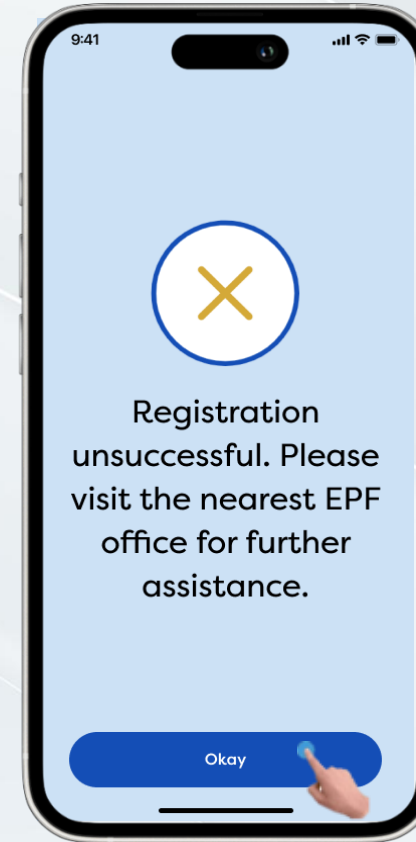 9:41
Registration
unsuccessful. Please
visit the nearest EPF
office for further
assistance.
Okay